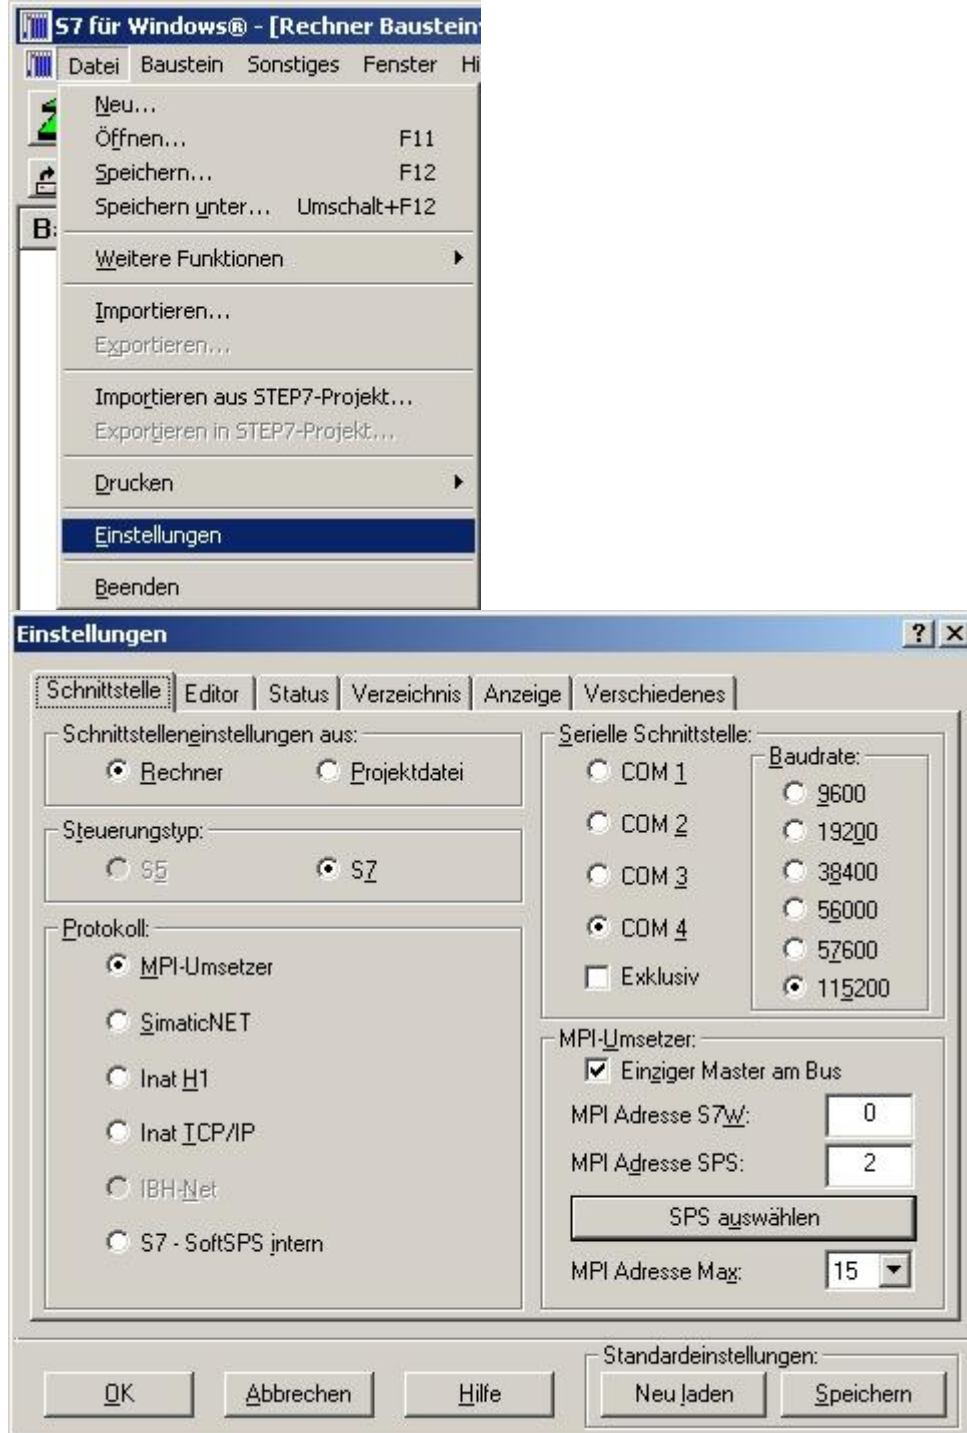 S7 für Windows® - [Rechner Baustein
Datei Baustein Sonstiges Fenster Hi
Neu...
Öffnen... F11
Speichern... F12
Speichern unter... Umschalt+F12
Weitere Funktionen
Importieren...
Exportieren...
Importieren aus STEP7-Projekt...
Exportieren in STEP7-Projekt...
Drucken
Einstellungen
Beenden
Einstellungen
Schnittstelle Editor Status Verzeichnis Anzeige Verschiedenes
Schnittstelleneinstellungen aus:
Rechner Projektdatei
Steuerungstyp:
S5 S7
Protokoll:
MPI-Umsetzer
SimaticNET
Inat H1
Inat TCP/IP
IBH-Net
S7 - SoftSPS intern
Serielle Schnittstelle:
COM 1
COM 2
COM 3
COM 4
Exklusiv
Baudrate:
9600
19200
38400
56000
57600
115200
MPI-Umsetzer:
Einziger Master am Bus
MPI Adresse S7W: 0
MPI Adresse SPS: 2
SPS auswählen
MPI Adresse Max: 15
OK Abbrechen Hilfe
Standardeinstellungen:
Neu laden Speichern